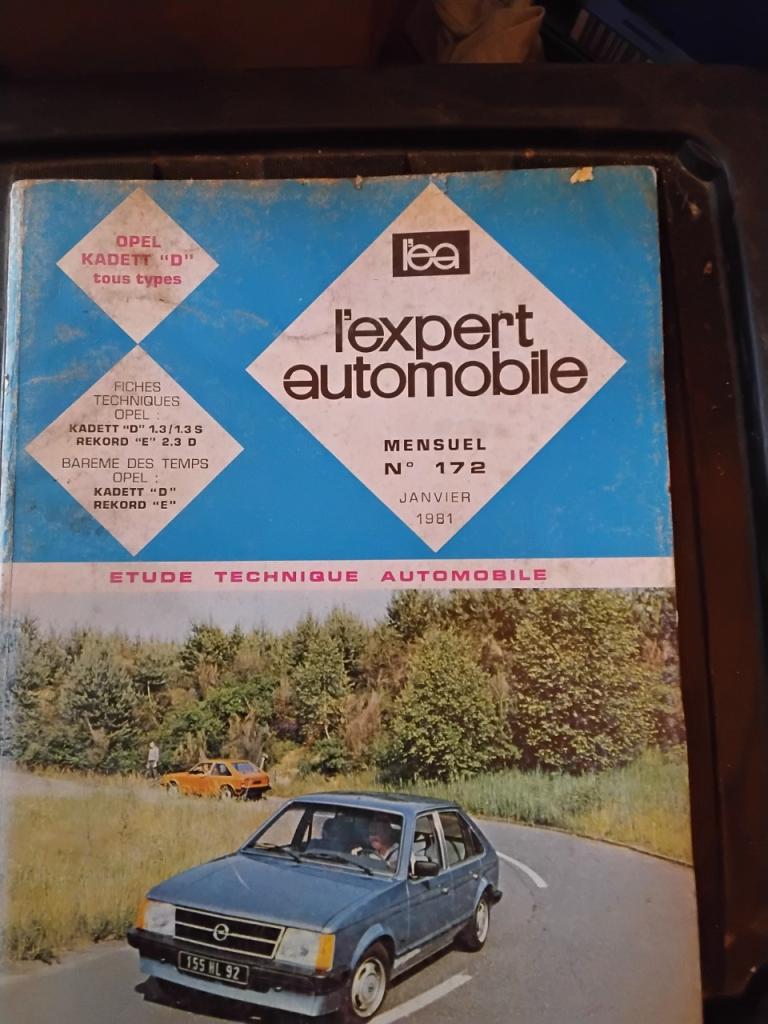 OPEL
KADETT "D"
tous types
FICHES
TECHNIQUES
OPEL :
KADETT "D" 1.3/1.3 S
REKORD "E" 2.3 D
BAREME DES TEMPS
OPEL :
KADETT "D"
REKORD "E"
l'ea
l'expert
automobile
MENSUEL
N° 172
JANVIER
1981
ETUDE TECHNIQUE AUTOMOBILE
155 HL 92